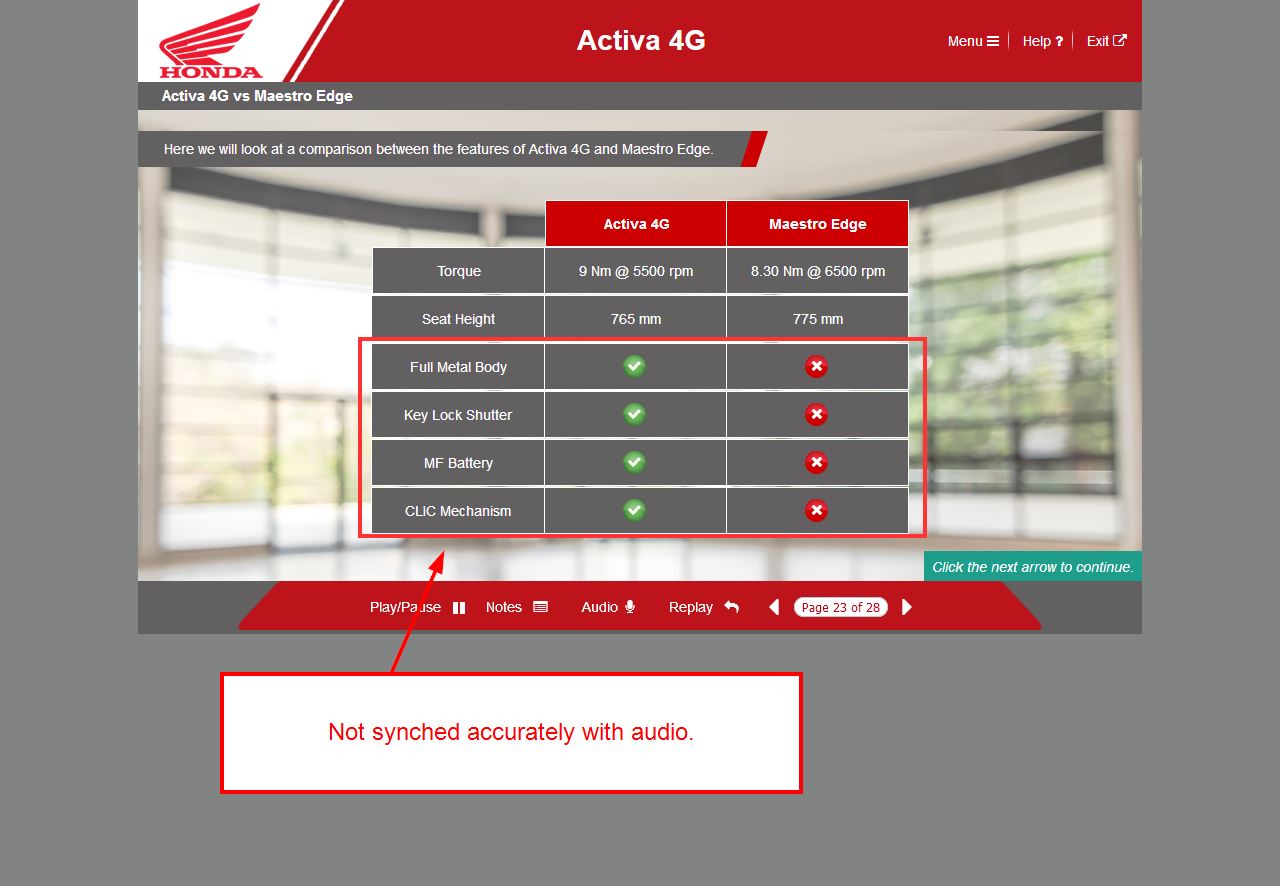 HONDA
Activa 4G
Menu Help ? Exit
Activa 4G vs Maestro Edge
Here we will look at a comparison between the features of Activa 4G and Maestro Edge.
Activa 4G Maestro Edge
Torque 9 Nm @ 5500 rpm 8.30 Nm @ 6500 rpm
Seat Height 765 mm 775 mm
Full Metal Body
Key Lock Shutter
MF Battery
CLIC Mechanism
Click the next arrow to continue.
Play/Pause Notes Audio Replay Page 23 of 28
Not synched accurately with audio.